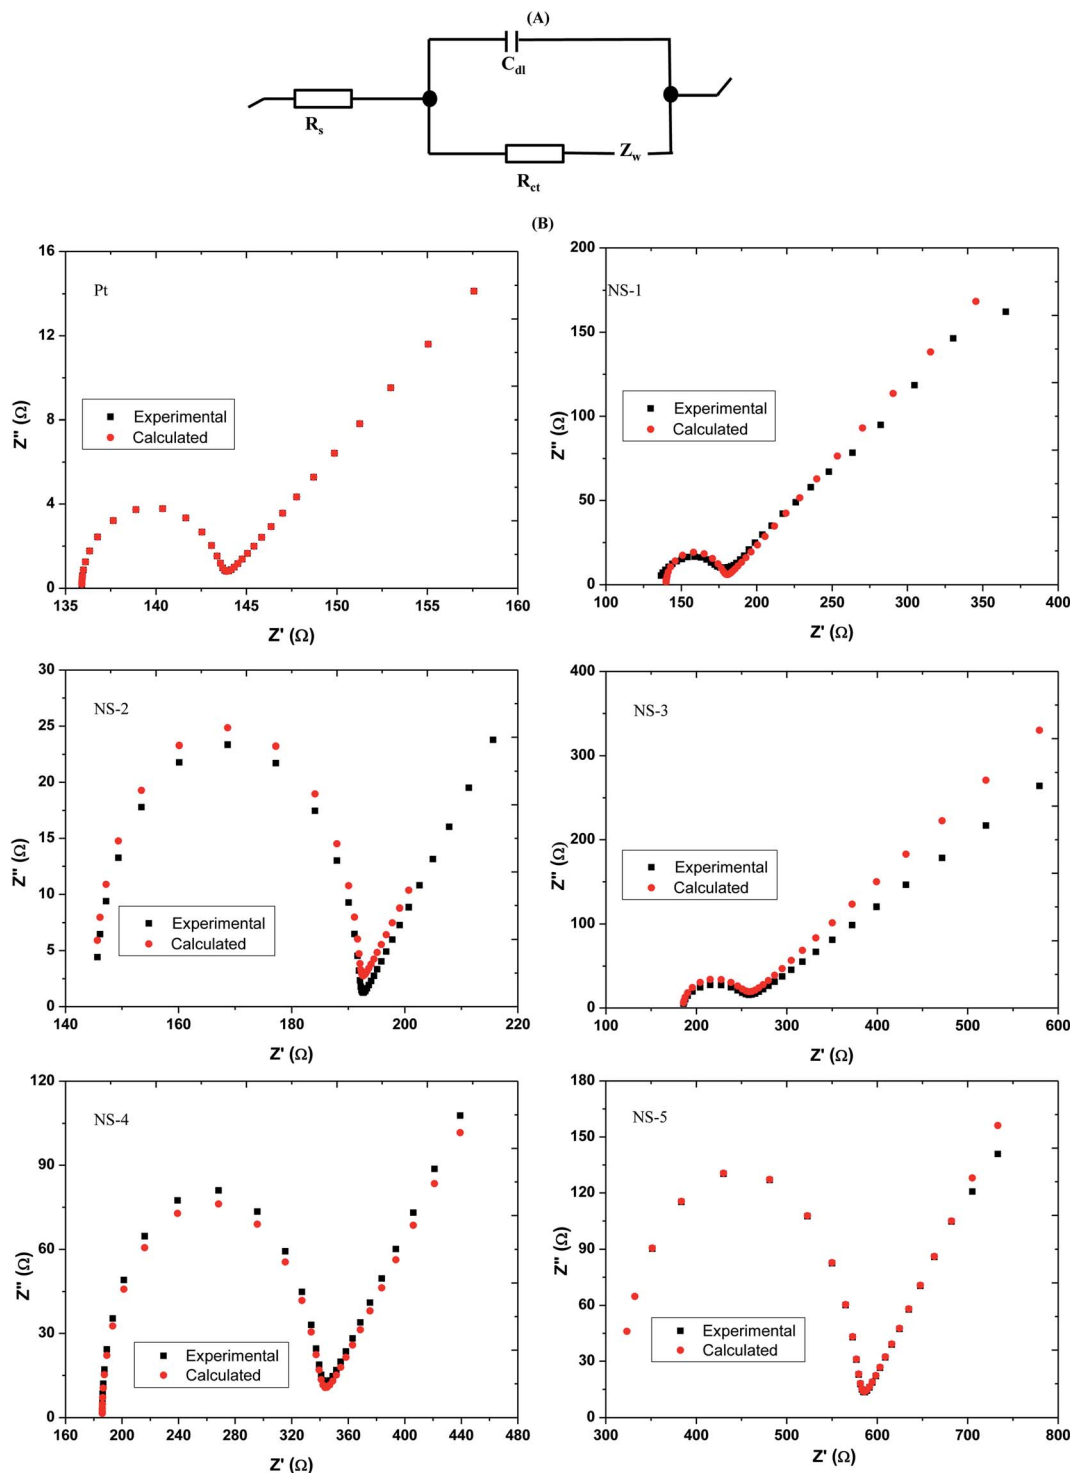 (A)
C_dl
R_s
Z_w
R_ct
(B)
Pt
Experimental
Calculated
Z'' (Ω)
0 4 8 12 16
135 140 145 150 155 160
Z' (Ω)
NS-1
Experimental
Calculated
Z'' (Ω)
0 50 100 150 200
100 150 200 250 300 350 400
Z' (Ω)
NS-2
Experimental
Calculated
Z'' (Ω)
0 5 10 15 20 25 30
140 160 180 200 220
Z' (Ω)
NS-3
Experimental
Calculated
Z'' (Ω)
0 100 200 300 400
100 200 300 400 500 600
Z' (Ω)
NS-4
Experimental
Calculated
Z'' (Ω)
0 30 60 90 120
160 200 240 280 320 360 400 440 480
Z' (Ω)
NS-5
Experimental
Calculated
Z'' (Ω)
0 30 60 90 120 150 180
300 400 500 600 700 800
Z' (Ω)